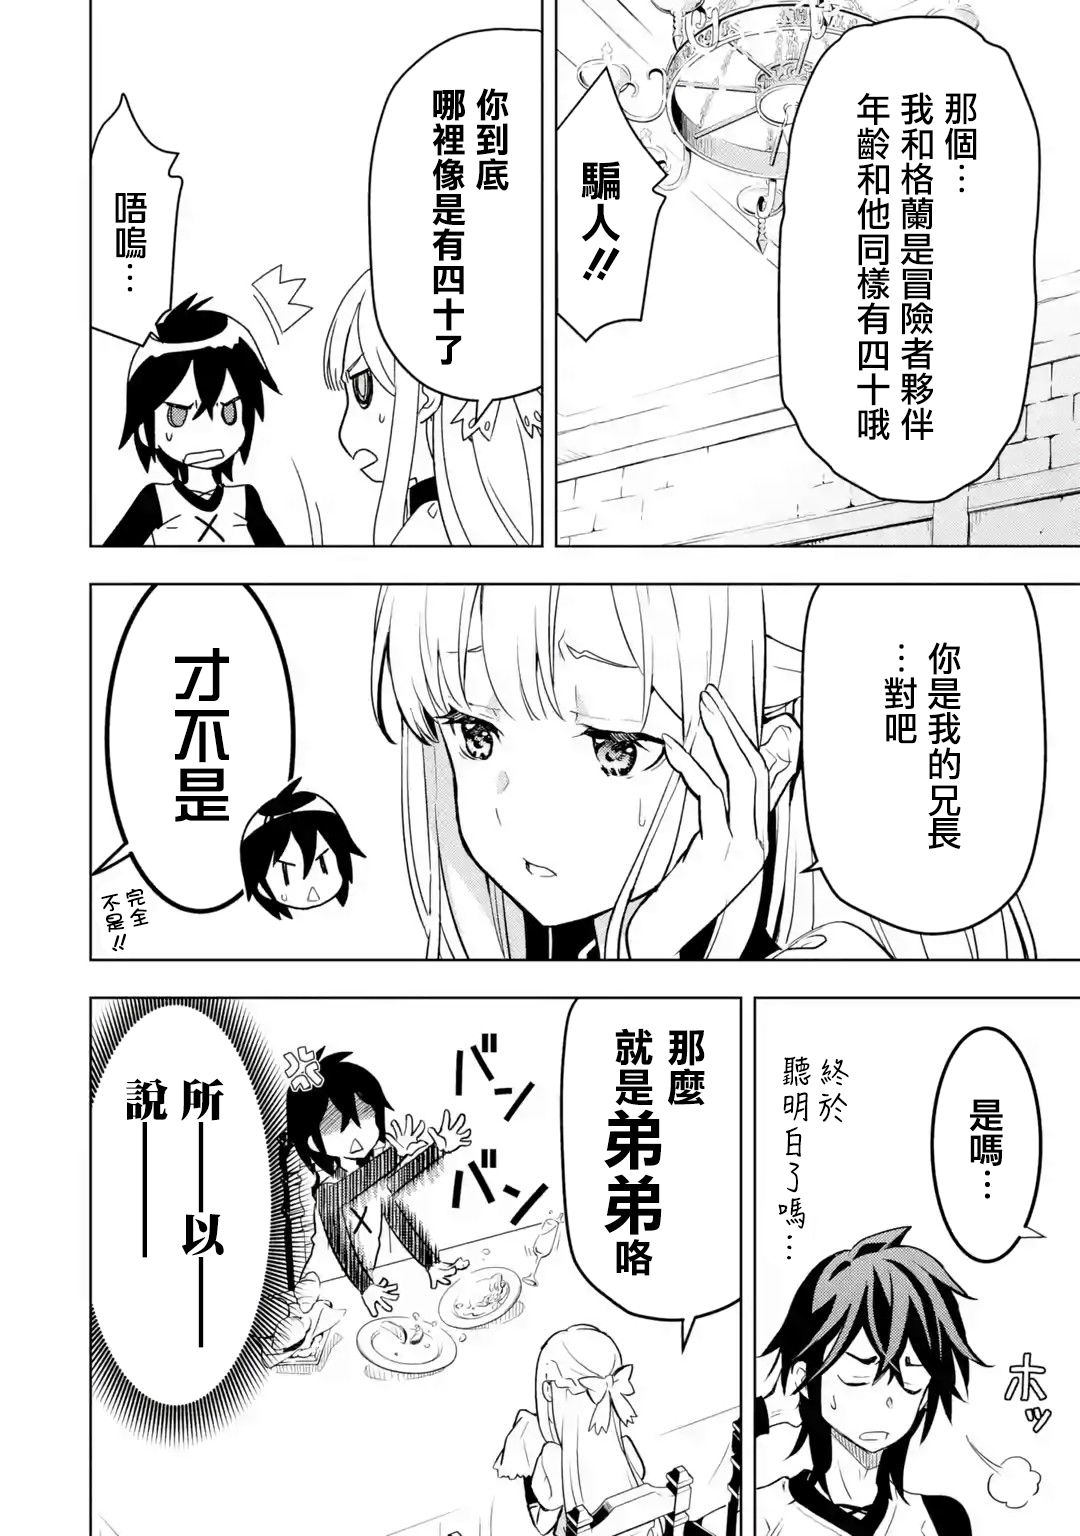 那個…
我和格蘭是冒險者夥伴
年齡和他同樣有四十哦
騙人!!
你到底
哪裡像是有四十了
唔嗚…
你是我的兄長
…對吧
才不是
完全
不是!!
是嗎…
終於
聽明白了嗎…
ホッ
那麼
就是弟弟咯
バン
バン
所——以——
說——